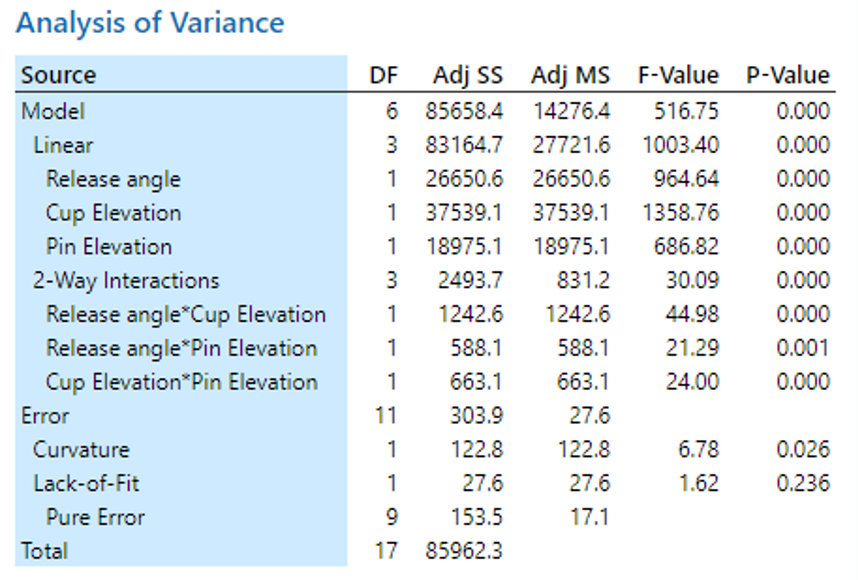 Analysis of Variance
Source DF Adj SS Adj MS F-Value P-Value
Model 6 85658.4 14276.4 516.75 0.000
Linear 3 83164.7 27721.6 1003.40 0.000
Release angle 1 26650.6 26650.6 964.64 0.000
Cup Elevation 1 37539.1 37539.1 1358.76 0.000
Pin Elevation 1 18975.1 18975.1 686.82 0.000
2-Way Interactions 3 2493.7 831.2 30.09 0.000
Release angle*Cup Elevation 1 1242.6 1242.6 44.98 0.000
Release angle*Pin Elevation 1 588.1 588.1 21.29 0.001
Cup Elevation*Pin Elevation 1 663.1 663.1 24.00 0.000
Error 11 303.9 27.6
Curvature 1 122.8 122.8 6.78 0.026
Lack-of-Fit 1 27.6 27.6 1.62 0.236
Pure Error 9 153.5 17.1
Total 17 85962.3